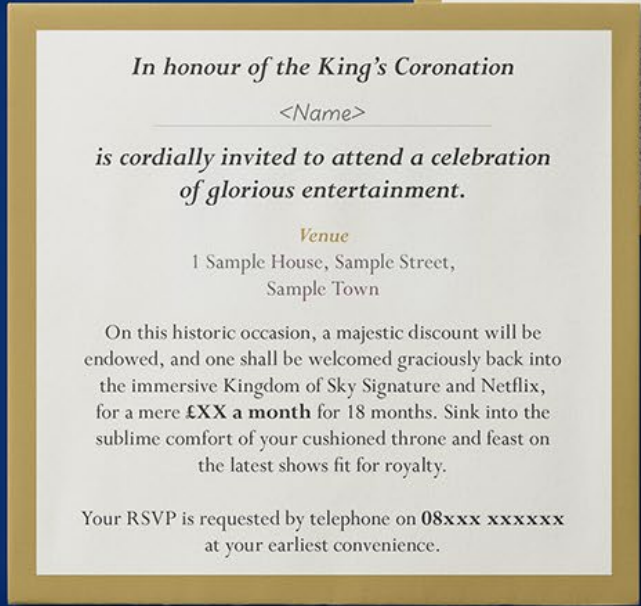 In honour of the King's Coronation
<Name>
is cordially invited to attend a celebration
of glorious entertainment.
Venue
1 Sample House, Sample Street,
Sample Town
On this historic occasion, a majestic discount will be
endowed, and one shall be welcomed graciously back into
the immersive Kingdom of Sky Signature and Netflix,
for a mere £XX a month for 18 months. Sink into the
sublime comfort of your cushioned throne and feast on
the latest shows fit for royalty.
Your RSVP is requested by telephone on 08xxx xxxxxx
at your earliest convenience.